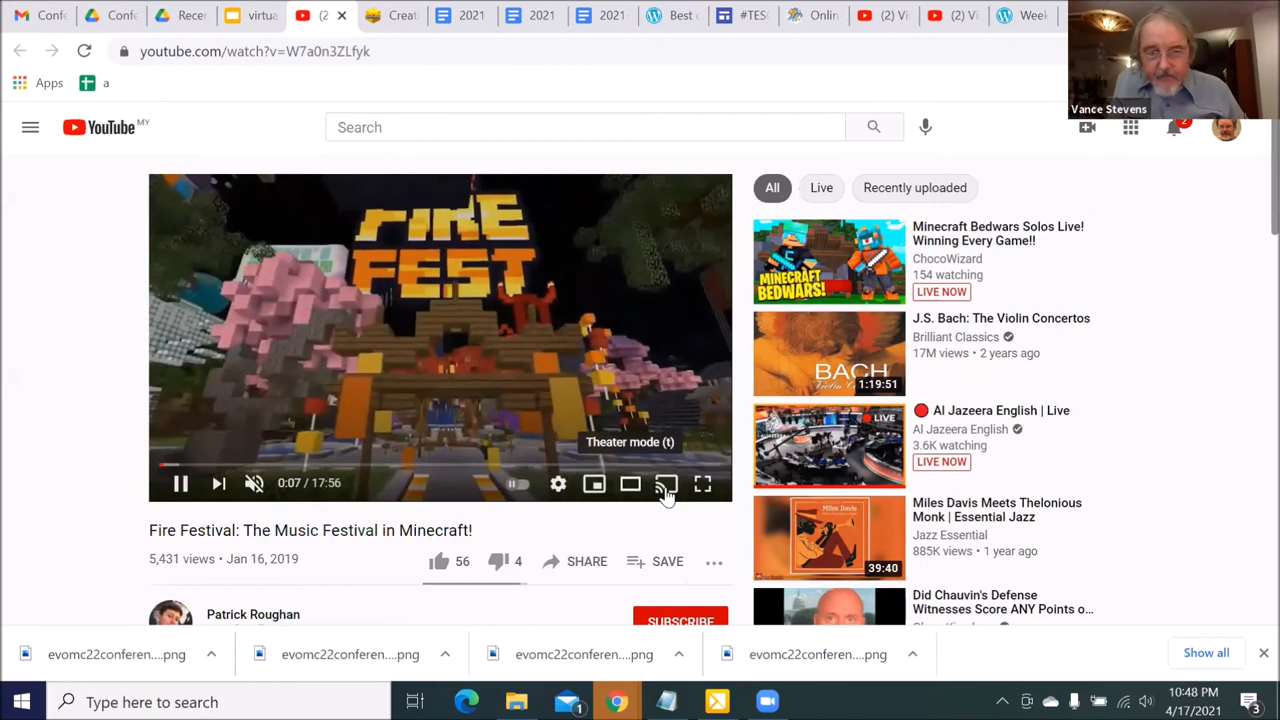 Confe
Recen
virtua
(2
Creat
2021
2021
2021
Best c
#TES
Onlin
(2) Vi
(2) Vi
Week
youtube.com/watch?v=W7a0n3ZLfyk
Apps
a
Vance Stevens
YouTube MY
Search
2
FIRE
FEST
Theater mode (t)
0:07 / 17:56
Fire Festival: The Music Festival in Minecraft!
5,431 views • Jan 16, 2019
56
4
SHARE
SAVE
Patrick Roughan
SUBSCRIBE
All
Live
Recently uploaded
MINECRAFT
BEDWARS!
Minecraft Bedwars Solos Live!
Winning Every Game!!
ChocoWizard
154 watching
LIVE NOW
BACH
1:19:51
J.S. Bach: The Violin Concertos
Brilliant Classics
17M views • 2 years ago
LIVE
Al Jazeera English | Live
Al Jazeera English
3.6K watching
LIVE NOW
Miles Davis
39:40
Miles Davis Meets Thelonious
Monk | Essential Jazz
Jazz Essential
885K views • 1 year ago
Did Chauvin's Defense
Witnesses Score ANY Points o...
evomc22conferen....png
evomc22conferen....png
evomc22conferen....png
evomc22conferen....png
Show all
Type here to search
1
10:48 PM
4/17/2021
3